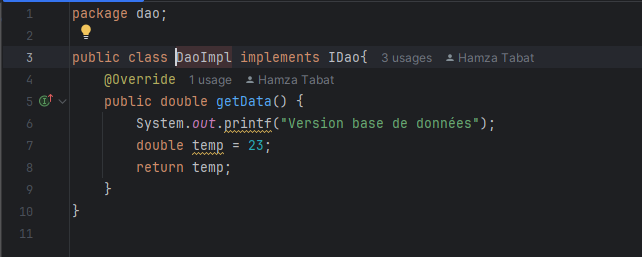 1 package dao;
2
3 public class DaoImpl implements IDao{ 3 usages Hamza Tabat
4 @Override 1 usage Hamza Tabat
5 public double getData() {
6 System.out.printf("Version base de données");
7 double temp = 23;
8 return temp;
9 }
10 }
11